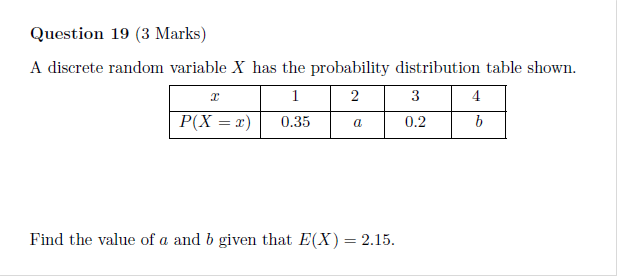 Question 19 (3 Marks)
A discrete random variable X has the probability distribution table shown.
x 1 2 3 4
P(X = x) 0.35 a 0.2 b
Find the value of a and b given that E(X) = 2.15.